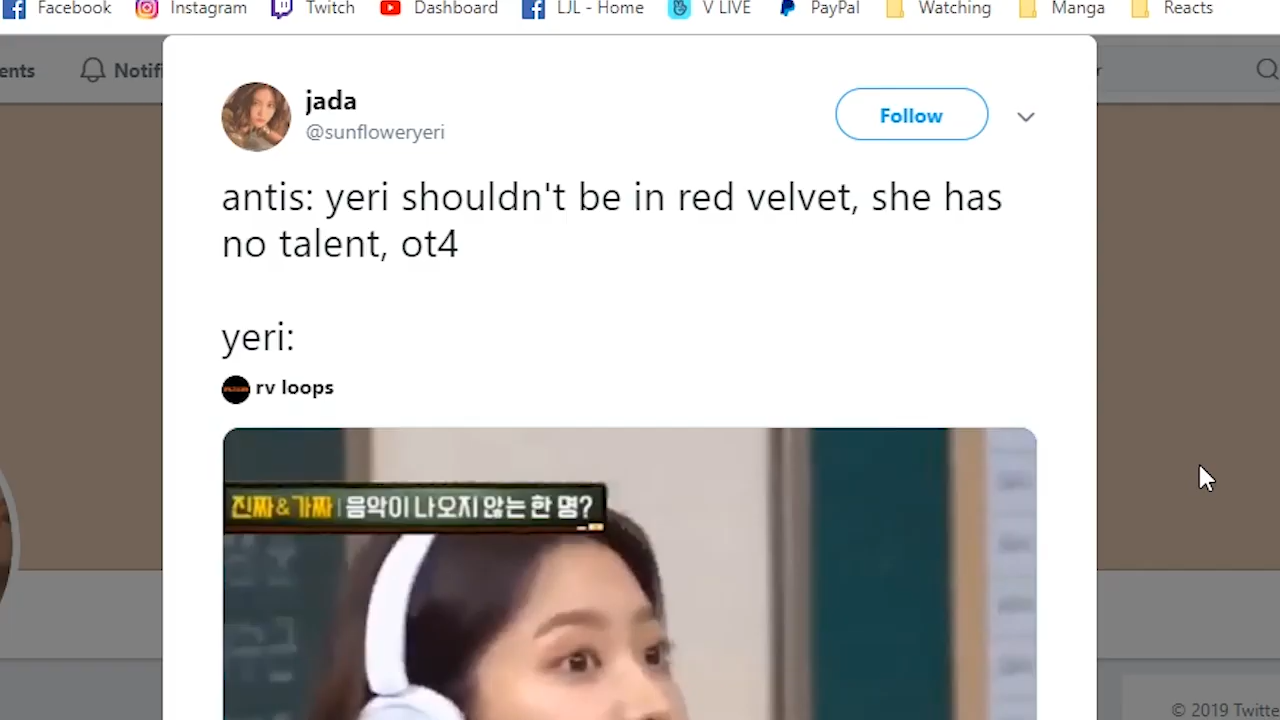 Facebook Instagram Twitch Dashboard LJL - Home V LIVE PayPal Watching Manga Reacts
ents Notifi r
jada
@sunfloweryeri
Follow
antis: yeri shouldn't be in red velvet, she has
no talent, ot4
yeri:
rv loops
진짜&가짜 | 음악이 나오지 않는 한 명?
© 2019 Twitte